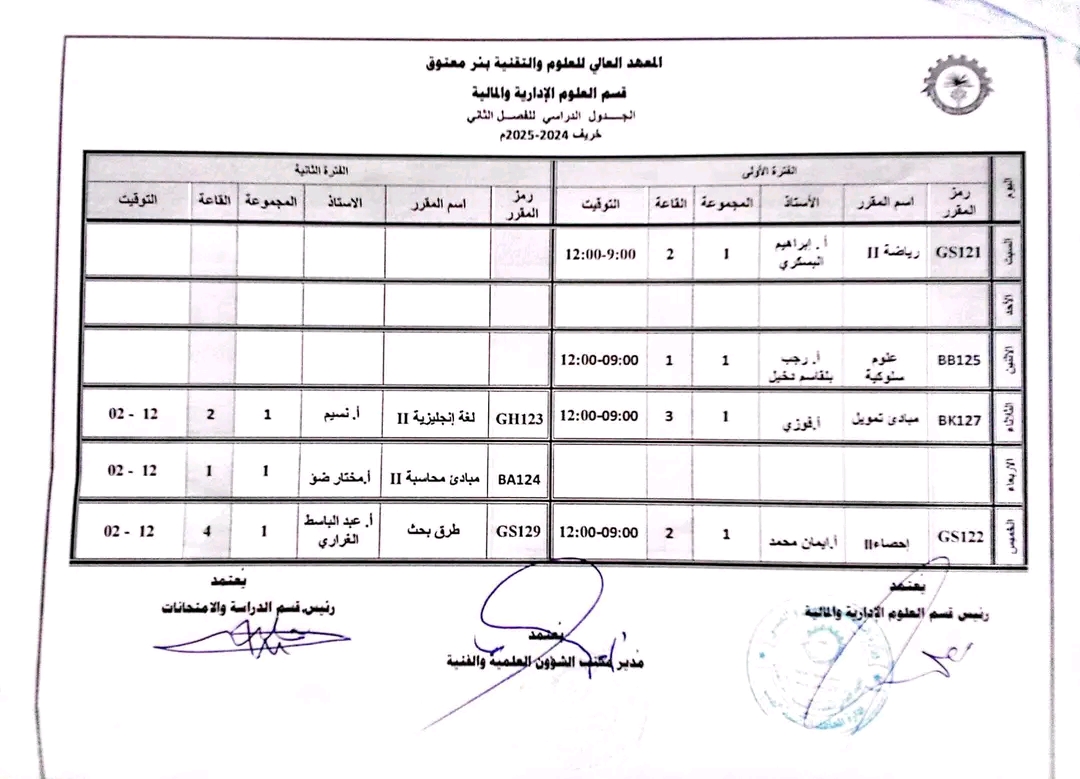 المعهد العالي للعلوم والتقنية بئر معتوق
قسم العلوم الإدارية والمالية
الجـــدول الدراسي للفصل الثاني
خريف 2024-2025م
اليوم الفترة الأولى الفترة الثانية
رمز المقرر اسم المقرر الأستاذ المجموعة القاعة التوقيت رمز المقرر اسم المقرر الاستاذ المجموعة القاعة التوقيت
السبت GS121 رياضة II أ. إبراهيم البسكري 1 2 12:00-9:00
الأحد
الاثنين BB125 علوم سلوكية أ. رجب بلقاسم دخيل 1 1 12:00-09:00
الثلاثاء BK127 مبادئ تمويل أ.فوزي 1 3 12:00-09:00 GH123 لغة إنجليزية II أ. نسيم 1 2 02 - 12
الاربعاء BA124 مبادئ محاسبة II أ.مختار ضو 1 1 02 - 12
الخميس GS122 إحصاءII أ.ايمان محمد 1 2 12:00-09:00 GS129 طرق بحث أ. عبد الباسط الغراري 1 4 02 - 12
يعتمد
رئيس قسم العلوم الإدارية والمالية
يعتمد
مدير مكتب الشؤون العلمية والفنية
يعتمد
رئيس قسم الدراسة والامتحانات